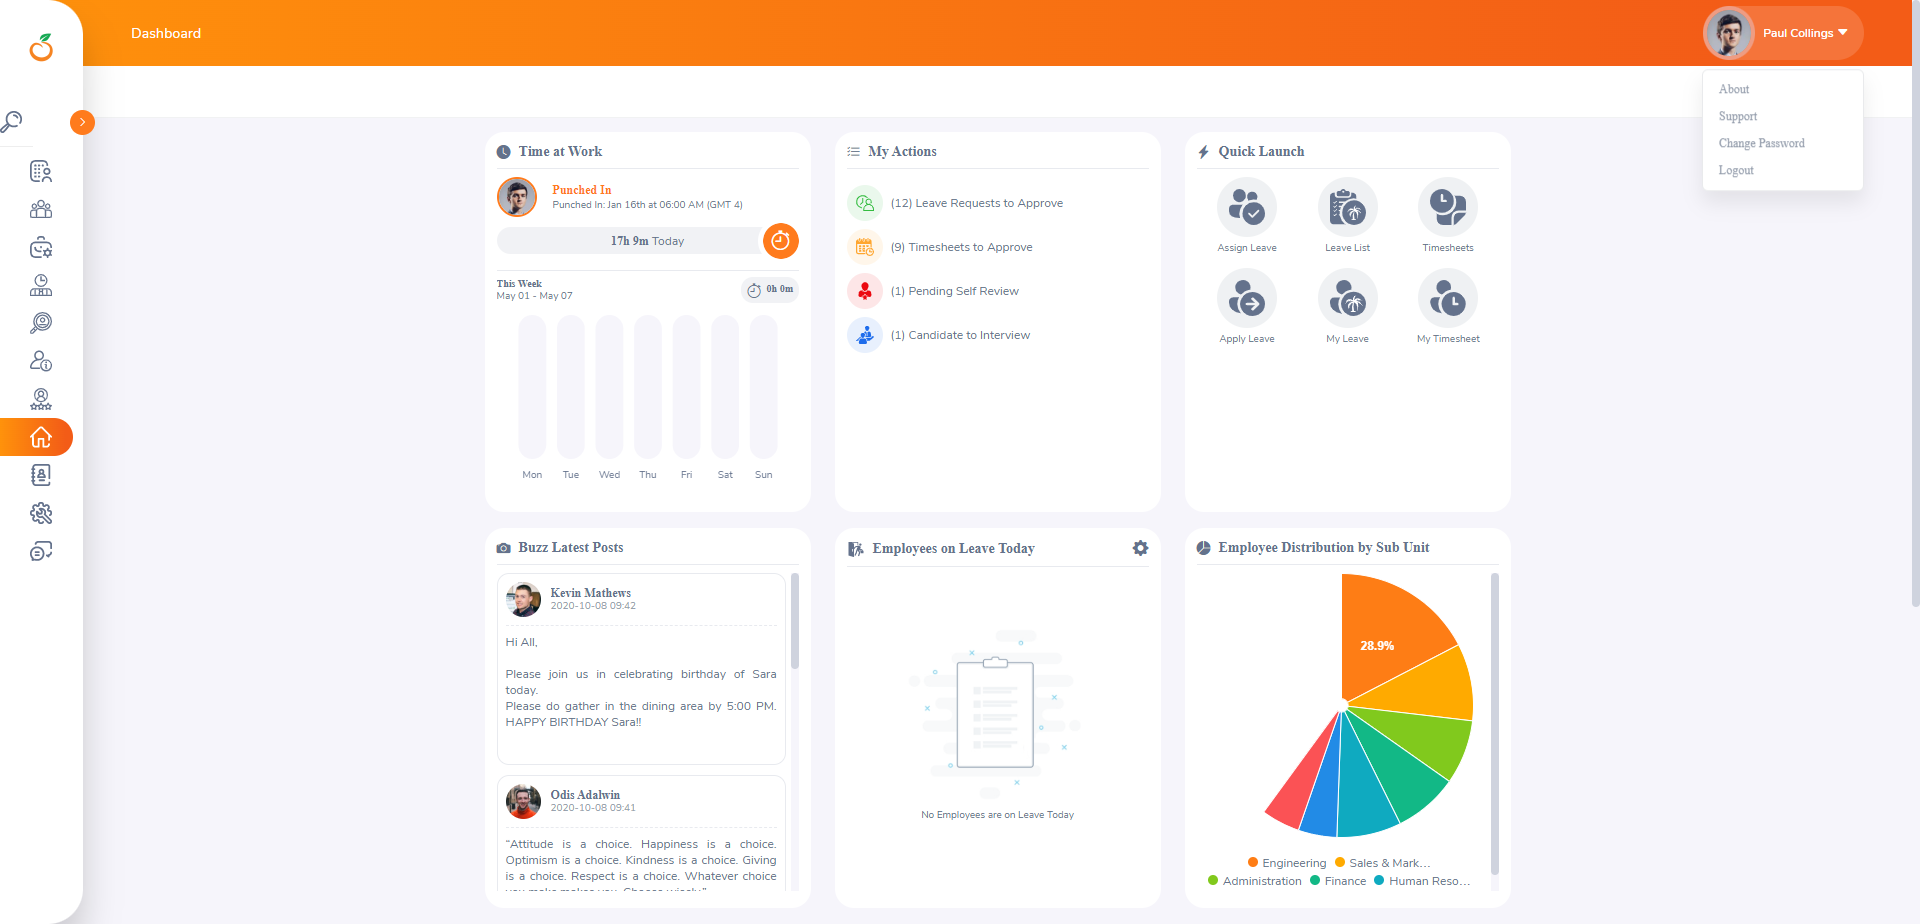 Dashboard
Paul Collings
About
Support
Change Password
Logout
Time at Work
Punched In
Punched In: Jan 16th at 06:00 AM (GMT 4)
17h 9m Today
This Week
May 01 - May 07
0h 0m
Mon Tue Wed Thu Fri Sat Sun
My Actions
(12) Leave Requests to Approve
(9) Timesheets to Approve
(1) Pending Self Review
(1) Candidate to Interview
Quick Launch
Assign Leave Leave List Timesheets
Apply Leave My Leave My Timesheet
Buzz Latest Posts
Kevin Mathews
2020-10-08 09:42
Hi All,
Please join us in celebrating birthday of Sara
today.
Please do gather in the dining area by 5:00 PM.
HAPPY BIRTHDAY Sara!!
Odis Adalwin
2020-10-08 09:41
“Attitude is a choice. Happiness is a choice.
Optimism is a choice. Kindness is a choice. Giving
is a choice. Respect is a choice. Whatever choice
Employees on Leave Today
No Employees are on Leave Today
Employee Distribution by Sub Unit
28.9%
Engineering Sales & Mark...
Administration Finance Human Reso...